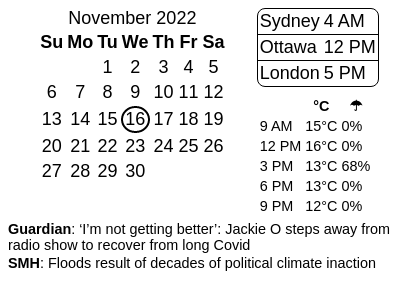 November 2022
Su Mo Tu We Th Fr Sa
1 2 3 4 5
6 7 8 9 10 11 12
13 14 15 16 17 18 19
20 21 22 23 24 25 26
27 28 29 30
Sydney 4 AM
Ottawa 12 PM
London 5 PM
°C ☂
9 AM 15°C 0%
12 PM 16°C 0%
3 PM 13°C 68%
6 PM 13°C 0%
9 PM 12°C 0%
Guardian: ‘I’m not getting better’: Jackie O steps away from
radio show to recover from long Covid
SMH: Floods result of decades of political climate inaction